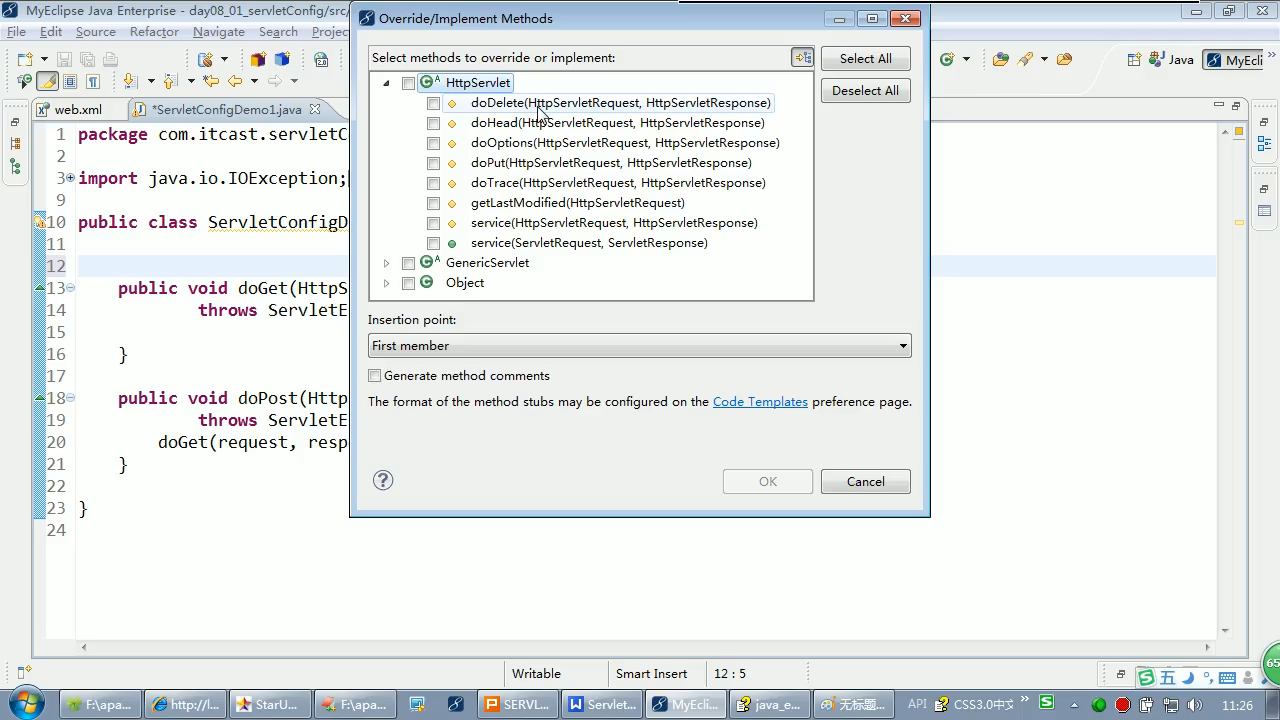 MyEclipse Java Enterprise - day08_01_servletConfig/src/
Override/Implement Methods
File Edit Source Refactor Navigate Search Projec
Select methods to override or implement:
Select All
Deselect All
Java
MyEcli
HttpServlet
doDelete(HttpServletRequest, HttpServletResponse)
doHead(HttpServletRequest, HttpServletResponse)
doOptions(HttpServletRequest, HttpServletResponse)
doPut(HttpServletRequest, HttpServletResponse)
doTrace(HttpServletRequest, HttpServletResponse)
getLastModified(HttpServletRequest)
service(HttpServletRequest, HttpServletResponse)
service(ServletRequest, ServletResponse)
GenericServlet
Object
Insertion point:
First member
Generate method comments
The format of the method stubs may be configured on the Code Templates preference page.
OK
Cancel
web.xml
*ServletConfigDemo1.java
1 package com.itcast.servletC
2
3 import java.io.IOException;
10 public class ServletConfigD
11
12
13 public void doGet(HttpS
14 throws ServletE
15
16 }
17
18 public void doPost(Http
19 throws ServletE
20 doGet(request, resp
21 }
22
23 }
24
Writable
Smart Insert
12 : 5
65
五
F:\apa...
http://l...
StarU...
F:\apa...
SERVL...
Servlet...
MyEcli...
java_e...
无标题...
API
CSS3.0中
11:26